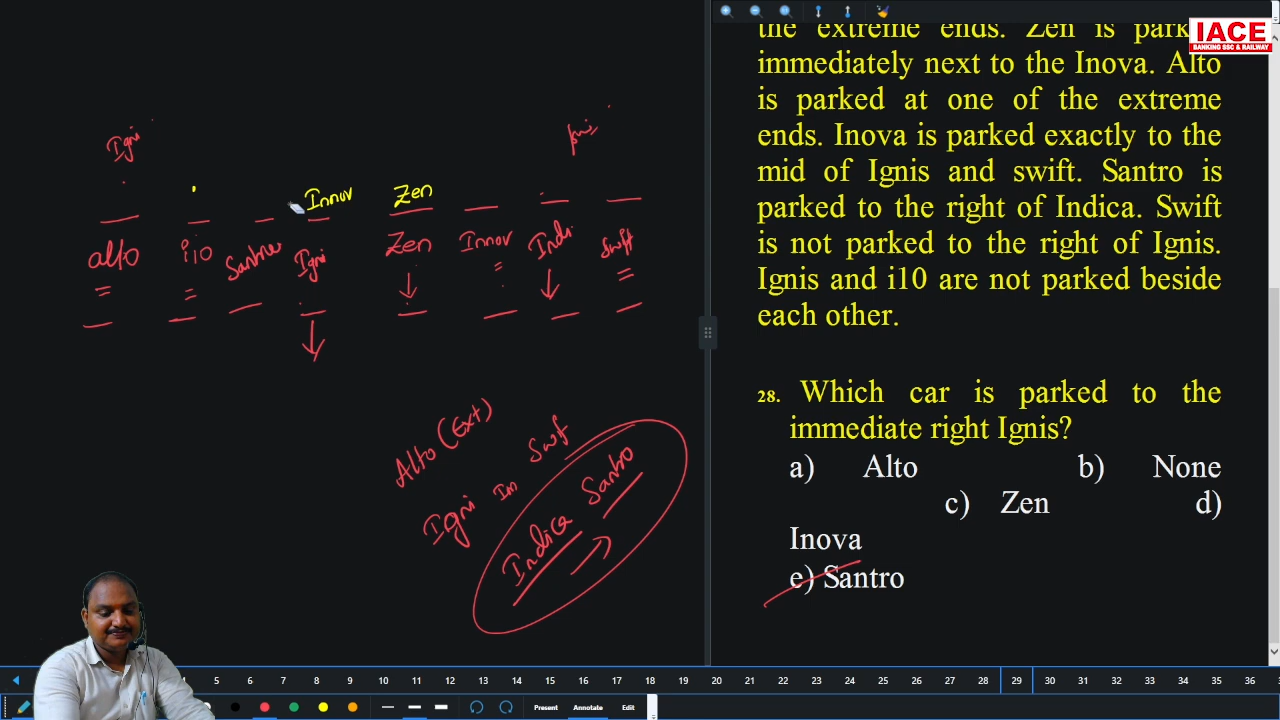 IACE
BANKING SSC & RAILWAY
the extreme ends. Zen is park
immediately next to the Inova. Alto
is parked at one of the extreme
ends. Inova is parked exactly to the
mid of Ignis and swift. Santro is
parked to the right of Indica. Swift
is not parked to the right of Ignis.
Ignis and i10 are not parked beside
each other.
28. Which car is parked to the
immediate right Ignis?
a) Alto b) None
c) Zen d)
Inova
e) Santro
Igni
Innov Zen
alto i10 Igni Zen Innov Indi Swift
Alto (Ext)
Igni In Swf
Indica Santro
4 5 6 7 8 9 10 11 12 13 14 15 16 17 18 19 20 21 22 23 24 25 26 27 28 29 30 31 32 33 34 35 36
Present Annotate Edit